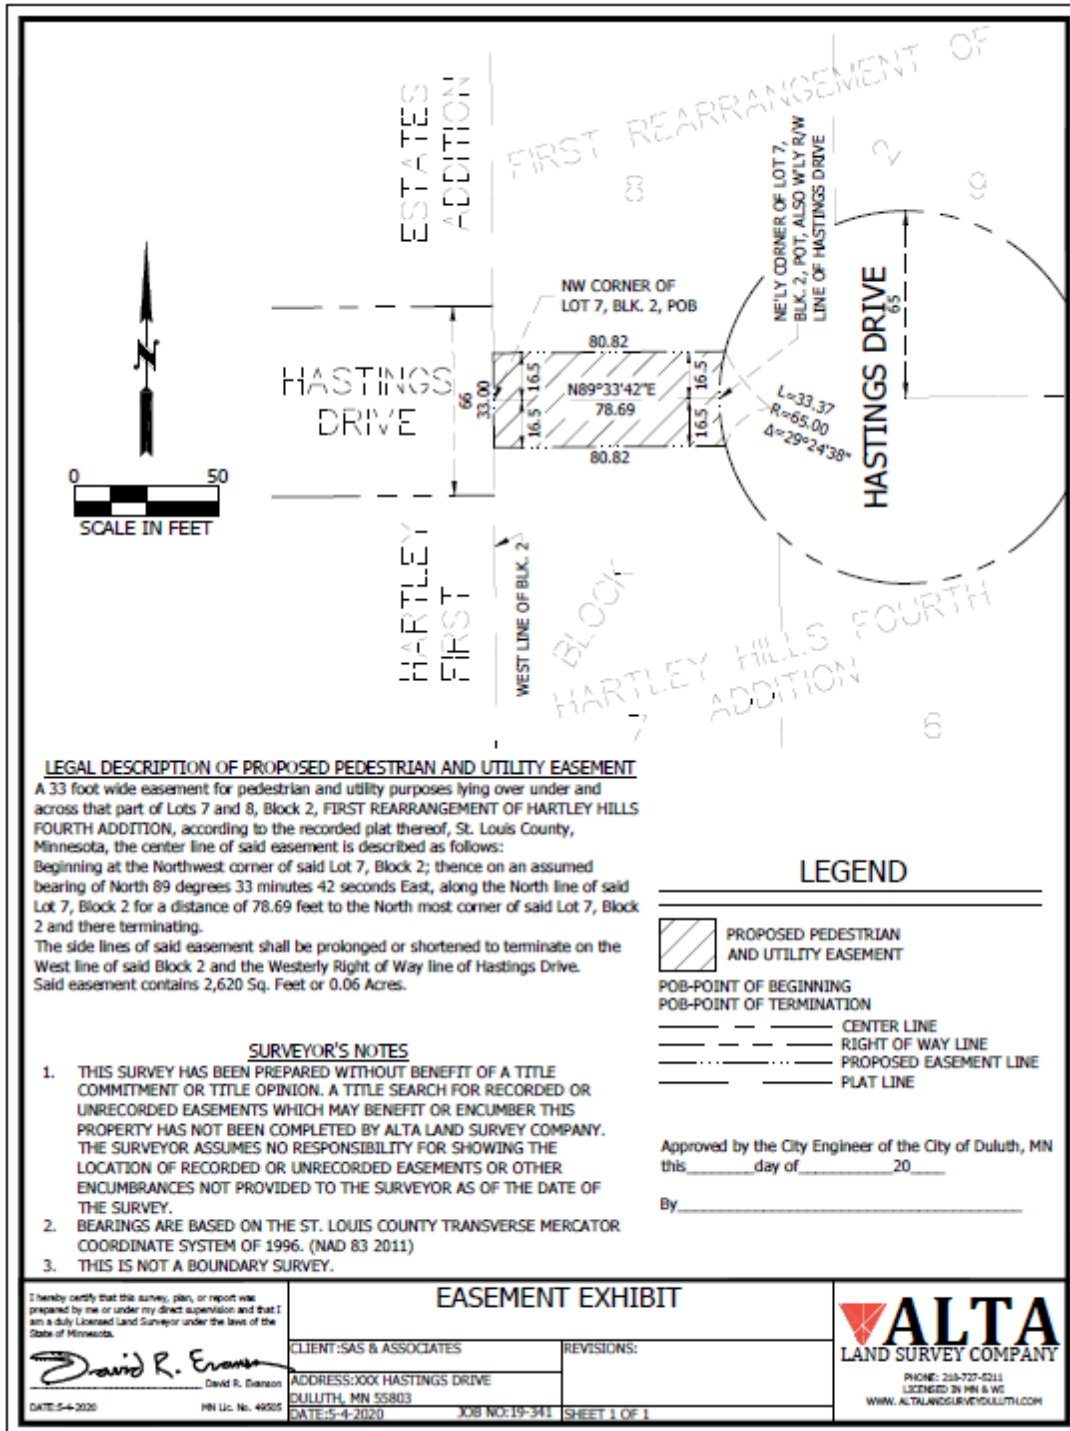 ESTATES
ADDITION
FIRST REARRANGEMENT OF
8
2
9
NE'LY CORNER OF LOT 7,
BLK. 2, POT, ALSO W'LY R/W
LINE OF HASTINGS DRIVE
NW CORNER OF
LOT 7, BLK. 2, POB
N
HASTINGS
DRIVE
66
33.00
80.82
16.5
16.5
N89°33'42"E
78.69
16.5
16.5
80.82
L=33.37
R=65.00
Δ=29°24'38"
HASTINGS DRIVE
65
0 50
SCALE IN FEET
HARTLEY
FIRST
WEST LINE OF BLK. 2
BLOCK
HARTLEY HILLS FOURTH
ADDITION
7
6
LEGAL DESCRIPTION OF PROPOSED PEDESTRIAN AND UTILITY EASEMENT
A 33 foot wide easement for pedestrian and utility purposes lying over under and
across that part of Lots 7 and 8, Block 2, FIRST REARRANGEMENT OF HARTLEY HILLS
FOURTH ADDITION, according to the recorded plat thereof, St. Louis County,
Minnesota, the center line of said easement is described as follows:
Beginning at the Northwest corner of said Lot 7, Block 2; thence on an assumed
bearing of North 89 degrees 33 minutes 42 seconds East, along the North line of said
Lot 7, Block 2 for a distance of 78.69 feet to the North most corner of said Lot 7, Block
2 and there terminating.
The side lines of said easement shall be prolonged or shortened to terminate on the
West line of said Block 2 and the Westerly Right of Way line of Hastings Drive.
Said easement contains 2,620 Sq. Feet or 0.06 Acres.
SURVEYOR'S NOTES
1. THIS SURVEY HAS BEEN PREPARED WITHOUT BENEFIT OF A TITLE
COMMITMENT OR TITLE OPINION. A TITLE SEARCH FOR RECORDED OR
UNRECORDED EASEMENTS WHICH MAY BENEFIT OR ENCUMBER THIS
PROPERTY HAS NOT BEEN COMPLETED BY ALTA LAND SURVEY COMPANY.
THE SURVEYOR ASSUMES NO RESPONSIBILITY FOR SHOWING THE
LOCATION OF RECORDED OR UNRECORDED EASEMENTS OR OTHER
ENCUMBRANCES NOT PROVIDED TO THE SURVEYOR AS OF THE DATE OF
THE SURVEY.
2. BEARINGS ARE BASED ON THE ST. LOUIS COUNTY TRANSVERSE MERCATOR
COORDINATE SYSTEM OF 1996. (NAD 83 2011)
3. THIS IS NOT A BOUNDARY SURVEY.
LEGEND
PROPOSED PEDESTRIAN
AND UTILITY EASEMENT
POB-POINT OF BEGINNING
POB-POINT OF TERMINATION
CENTER LINE
RIGHT OF WAY LINE
PROPOSED EASEMENT LINE
PLAT LINE
Approved by the City Engineer of the City of Duluth, MN
this________day of___________20____
By________________________________________
I hereby certify that this survey, plan, or report was
prepared by me or under my direct supervision and that I
am a duly Licensed Land Surveyor under the laws of the
State of Minnesota.
David R. Evanson
David R. Evanson
DATE:5-4-2020 MN Lic. No. 49505
EASEMENT EXHIBIT
CLIENT:SAS & ASSOCIATES
REVISIONS:
ADDRESS:XXX HASTINGS DRIVE
DULUTH, MN 55803
DATE:5-4-2020 JOB NO:19-341 SHEET 1 OF 1
ALTA
LAND SURVEY COMPANY
PHONE: 218-727-5211
LICENSED IN MN & WI
WWW. ALTALANDSURVEYDULUTH.COM